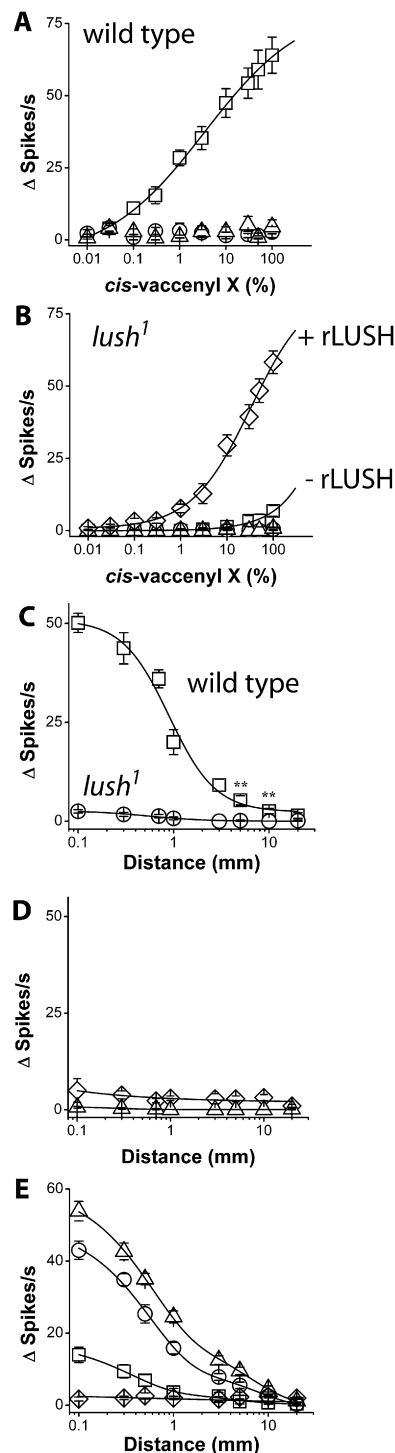 A
wild type
75
50
25
0
Δ Spikes/s
0.01 0.1 1 10 100
cis-vaccenyl X (%)
B
lush¹
75
50
25
0
Δ Spikes/s
+ rLUSH
- rLUSH
0.01 0.1 1 10 100
cis-vaccenyl X (%)
C
50
25
0
Δ Spikes/s
wild type
lush¹
** **
0.1 1 10
Distance (mm)
D
50
25
0
Δ Spikes/s
0.1 1 10
Distance (mm)
E
60
40
20
0
Δ Spikes/s
0.1 1 10
Distance (mm)